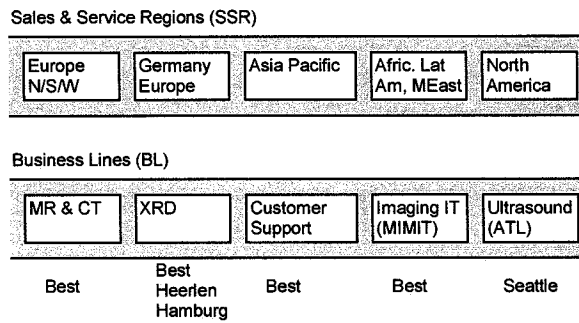 Sales & Service Regions (SSR)
Europe N/S/W
Germany Europe
Asia Pacific
Afric. Lat Am, MEast
North America
Business Lines (BL)
MR & CT
XRD
Customer Support
Imaging IT (MIMIT)
Ultrasound (ATL)
Best
Best
Heerlen
Hamburg
Best
Best
Seattle